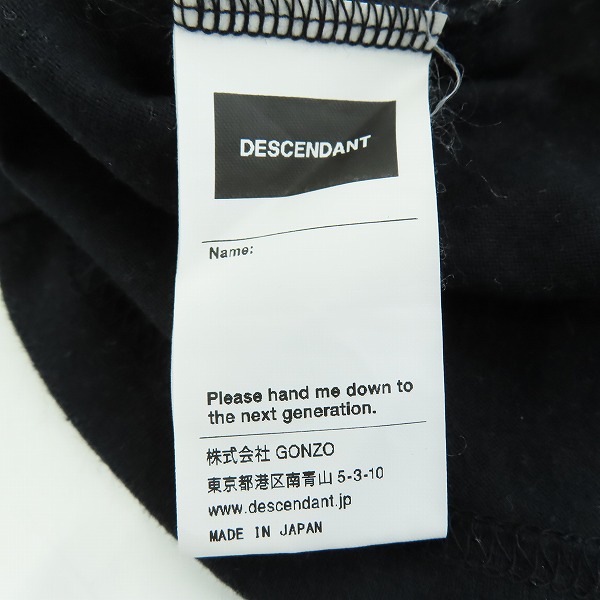 DESCENDANT
Name:
Please hand me down to
the next generation.
株式会社 GONZO
東京都港区南青山 5-3-10
www.descendant.jp
MADE IN JAPAN